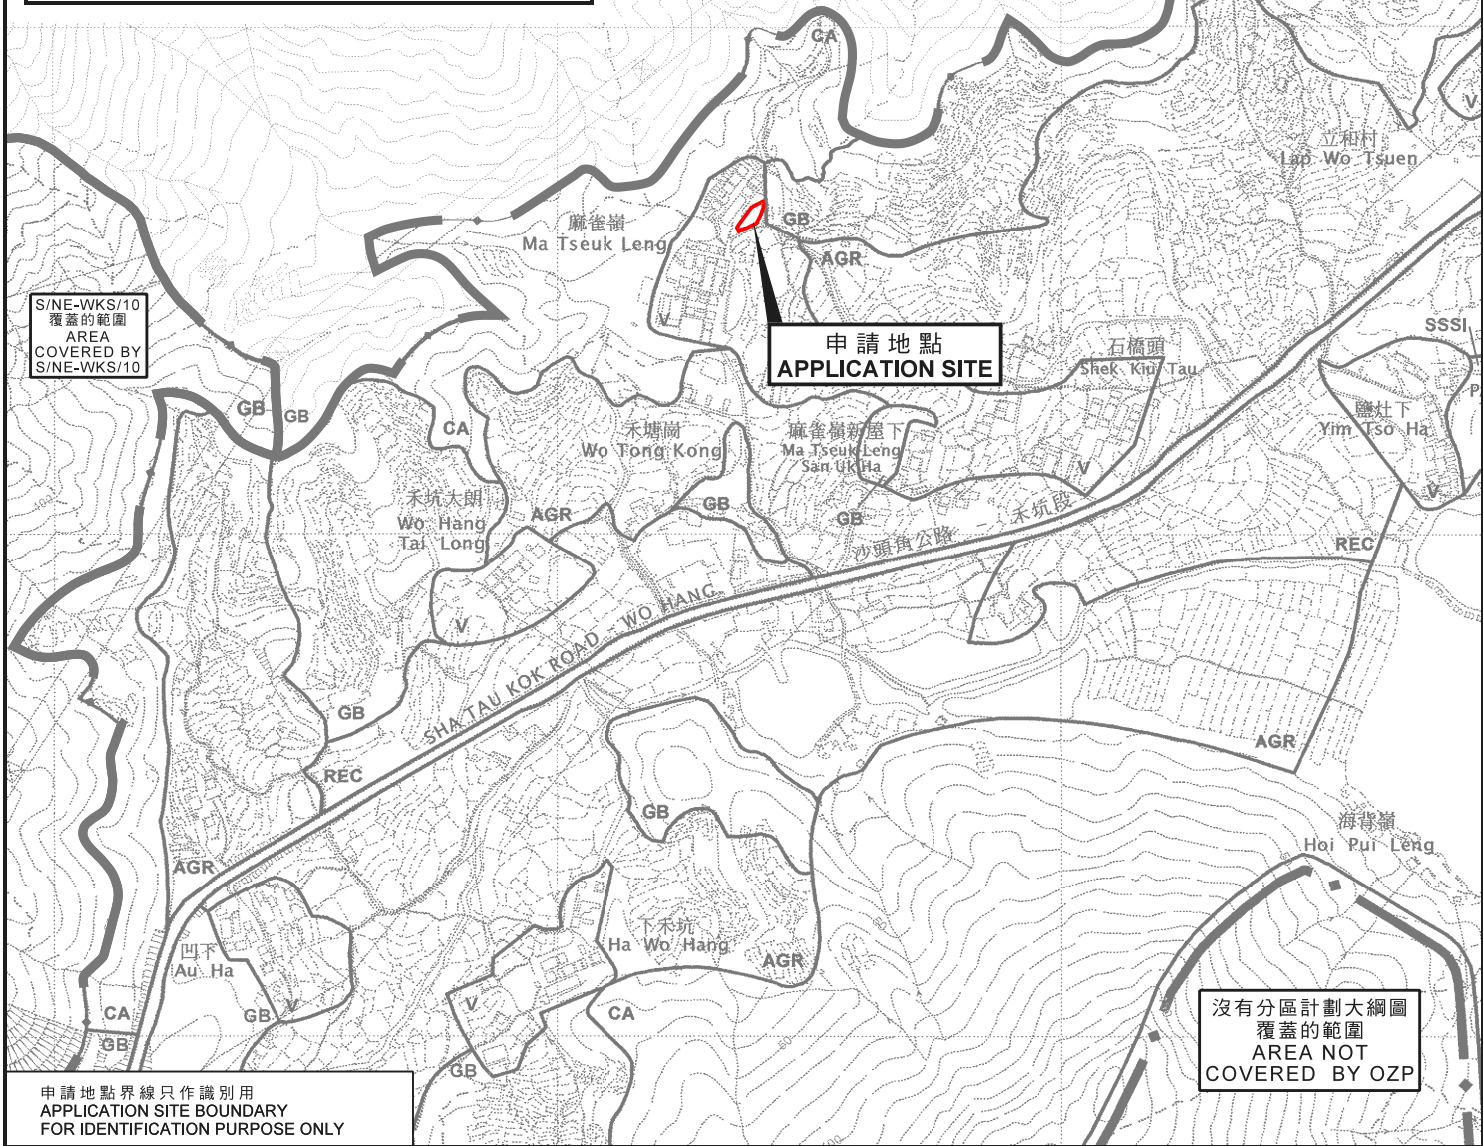 CA
立和村
Lap Wo Tsuen
V
麻雀嶺
Ma Tseuk Leng
GB
AGR
V
S/NE-WKS/10
覆蓋的範圍
AREA
COVERED BY
S/NE-WKS/10
申請地點
APPLICATION SITE
石橋頭
Shek Kiu Tau
SSSI
GB
GB
CA
禾塘崗
Wo Tong Kong
麻雀嶺新屋下
Ma Tseuk Leng
San Uk Ha
鹽灶下
Yim Tso Ha
V
V
禾坑大朗
Wo Hang
Tai Long
AGR
GB
GB
沙頭角公路 - 禾坑段
REC
V
SHA TAU KOK ROAD - WO HANG
GB
REC
AGR
GB
海背嶺
Hoi Pui Leng
AGR
凹下
Au Ha
下禾坑
Ha Wo Hang
AGR
V
V
GB
CA
CA
GB
GB
沒有分區計劃大綱圖
覆蓋的範圍
AREA NOT
COVERED BY OZP
申請地點界線只作識別用
APPLICATION SITE BOUNDARY
FOR IDENTIFICATION PURPOSE ONLY